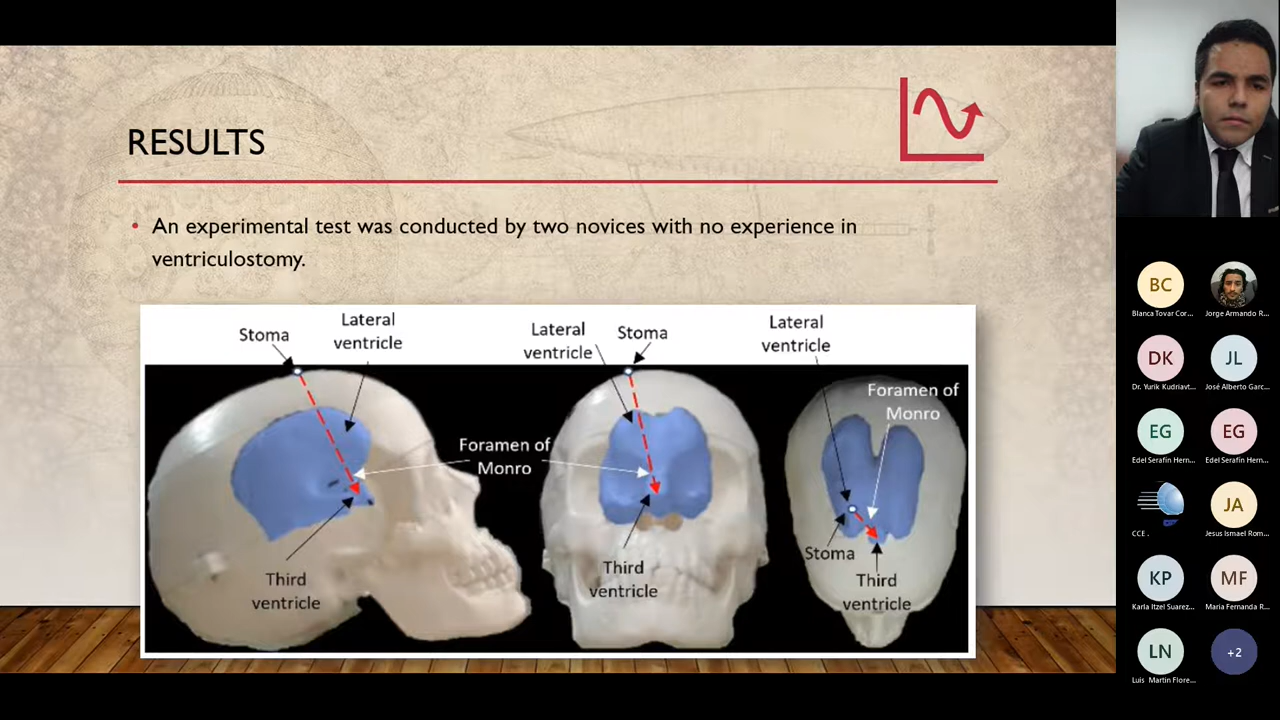 RESULTS
• An experimental test was conducted by two novices with no experience in
ventriculostomy.
Stoma
Lateral
ventricle
Foramen of
Monro
Third
ventricle
Lateral
ventricle
Stoma
Third
ventricle
Lateral
ventricle
Foramen of
Monro
Stoma
Third
ventricle
BC
Blanca Tovar Cor...
Jorge Armando R...
DK
Dr. Yurik Kudriavt...
JL
José Alberto Garc...
EG
Edel Serafin Hern...
EG
Edel Serafin Hern...
CCE .
JA
Jesus Ismael Rom...
KP
Karla Itzel Suarez...
MF
Maria Fernanda R...
LN
Luis Martin Flore...
+2